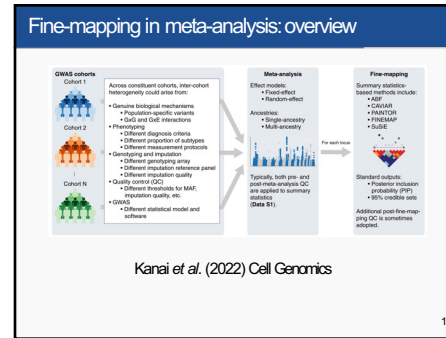 Fine-mapping in meta-analysis: overview
GWAS cohorts
Cohort 1
Cohort 2
Cohort N
Across constituent cohorts, inter-cohort
heterogeneity could arise from:
• Genuine biological mechanisms
• Population-specific variants
• GxG and GxE interactions
• Phenotyping
• Different diagnosis criteria
• Different proportion of subtypes
• Different measurement protocols
• Genotyping and imputation
• Different genotyping array
• Different imputation reference panel
• Different imputation quality
• Quality control (QC)
• Different thresholds for MAF,
imputation quality, etc.
• GWAS
• Different statistical model and
software
Meta-analysis
Effect models:
• Fixed-effect
• Random-effect
Ancestries:
• Single-ancestry
• Multi-ancestry
Typically, both pre- and
post-meta-analysis QC
are applied to summary
statistics
(Data S1).
For each locus
Fine-mapping
Summary statistics-
based methods include:
• ABF
• CAVIAR
• PAINTOR
• FINEMAP
• SuSiE
Standard outputs:
• Posterior inclusion
probability (PIP)
• 95% credible sets
Additional post-fine-map-
ping QC is sometimes
adopted.
Kanai et al. (2022) Cell Genomics
1